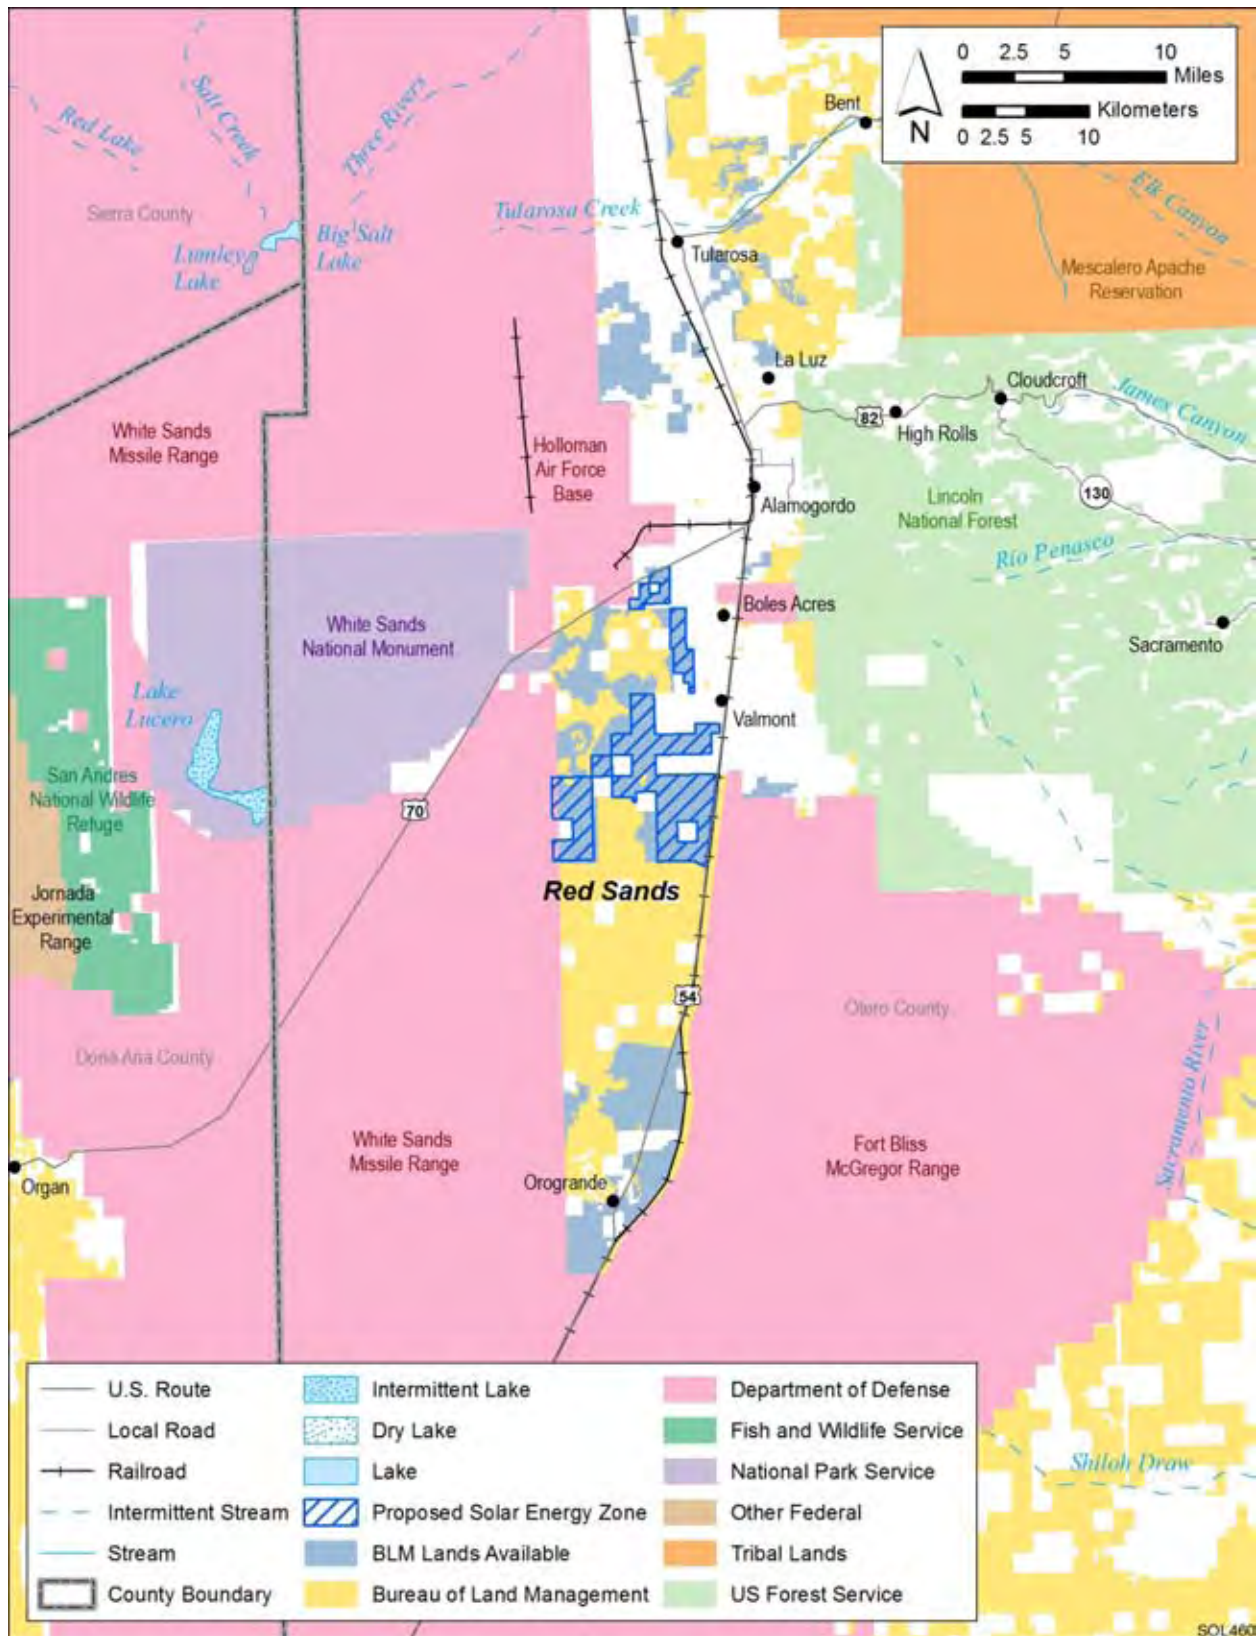 0 2.5 5 10
Miles
Kilometers
0 2.5 5 10
N
Bent
Red Lake
Salt Creek
Three Rivers
Elk Canyon
Sierra County
Tularosa Creek
Big Salt
Lake
Lumley
Lake
Tularosa
Mescalero Apache
Reservation
La Luz
Cloudcroft
James Canyon
82
High Rolls
White Sands
Missile Range
Holloman
Air Force
Base
130
Alamogordo
Lincoln
National Forest
Rio Penasco
White Sands
National Monument
Boles Acres
Sacramento
Lake
Lucero
Valmont
San Andres
National Wildlife
Refuge
70
Red Sands
Jornada
Experimental
Range
54
Otero County
Dona Ana County
Sacramento River
White Sands
Missile Range
Fort Bliss
McGregor Range
Organ
Orogrande
Shiloh Draw
U.S. Route
Local Road
Railroad
Intermittent Stream
Stream
County Boundary
Intermittent Lake
Dry Lake
Lake
Proposed Solar Energy Zone
BLM Lands Available
Bureau of Land Management
Department of Defense
Fish and Wildlife Service
National Park Service
Other Federal
Tribal Lands
US Forest Service
SOL460